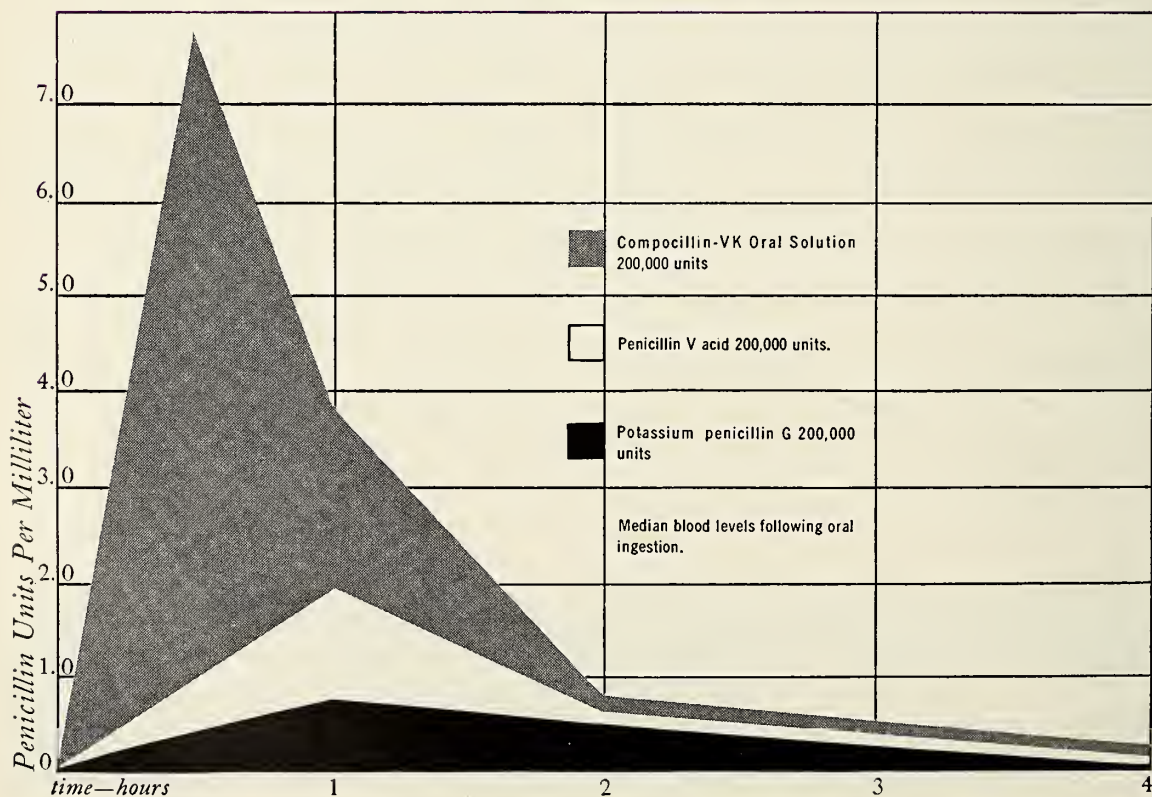 7.0
6.0
5.0
4.0
3.0
2.0
1.0
0
Penicillin Units Per Milliliter
Compocillin-VK Oral Solution
200,000 units
Penicillin V acid 200,000 units.
Potassium penicillin G 200,000
units
Median blood levels following oral
ingestion.
time—hours 1 2 3 4